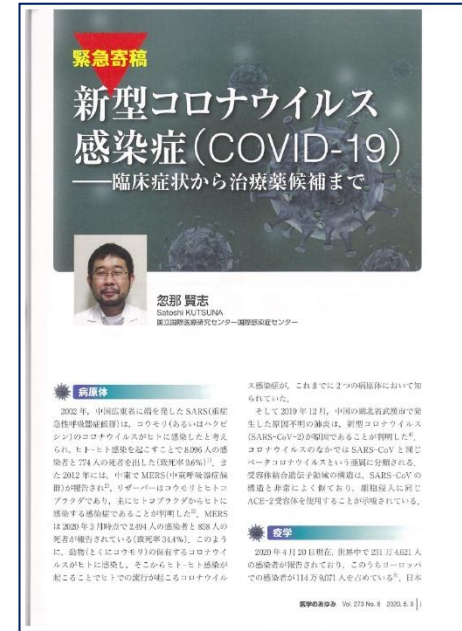 緊急寄稿
新型コロナウイルス
感染症(COVID-19)
——臨床症状から治療薬候補まで
忽那 賢志
Satoshi KUTSUNA
国立国際医療研究センター国際感染症センター
病原体
2002年,中国広東省に端を発したSARS(重症
急性呼吸器症候群)は,コウモリ(あるいはハクビ
シン)のコロナウイルスがヒトに感染したと考え
られ,ヒト-ヒト感染を起こすことで8,096人の感
染者と774人の死者を出した(致死率9.6%)¹⁾.ま
た2012年には,中東でMERS(中東呼吸器症候
群)が報告され²⁾,リザーバーはコウモリとヒトコ
ブラクダであり,主にヒトコブラクダからヒトに
感染する感染症であることが判明した³⁾.MERS
は2020年3月時点で2,494人の感染者と858人の
死者が報告されている(致死率34.4%).このよう
に,動物(とくにコウモリ)の保有するコロナウイ
ルスがヒトに感染し,そこからヒト-ヒト感染が
起こることでヒトでの流行が起こるコロナウイル
ス感染症が,これまでに2つの病原体において知
られていた.
そして2019年12月,中国の湖北省武漢市で発
生した原因不明の肺炎は,新型コロナウイルス
(SARS-CoV-2)が原因であることが判明した⁴⁾.
コロナウイルスのなかではSARS-CoVと同じ
ベータコロナウイルスという亜属に分類される.
受容体結合遺伝子領域の構造は,SARS-CoVの
構造と非常によく似ており,細胞侵入に同じ
ACE-2受容体を使用することが示唆されている.
疫学
2020年4月20日現在,世界中で231万4,621人
の感染者が報告されており,このうちヨーロッパ
での感染者が114万9,071人を占めている⁵⁾.日本
医学のあゆみ Vol. 273 No. 6 2020. 5. 9